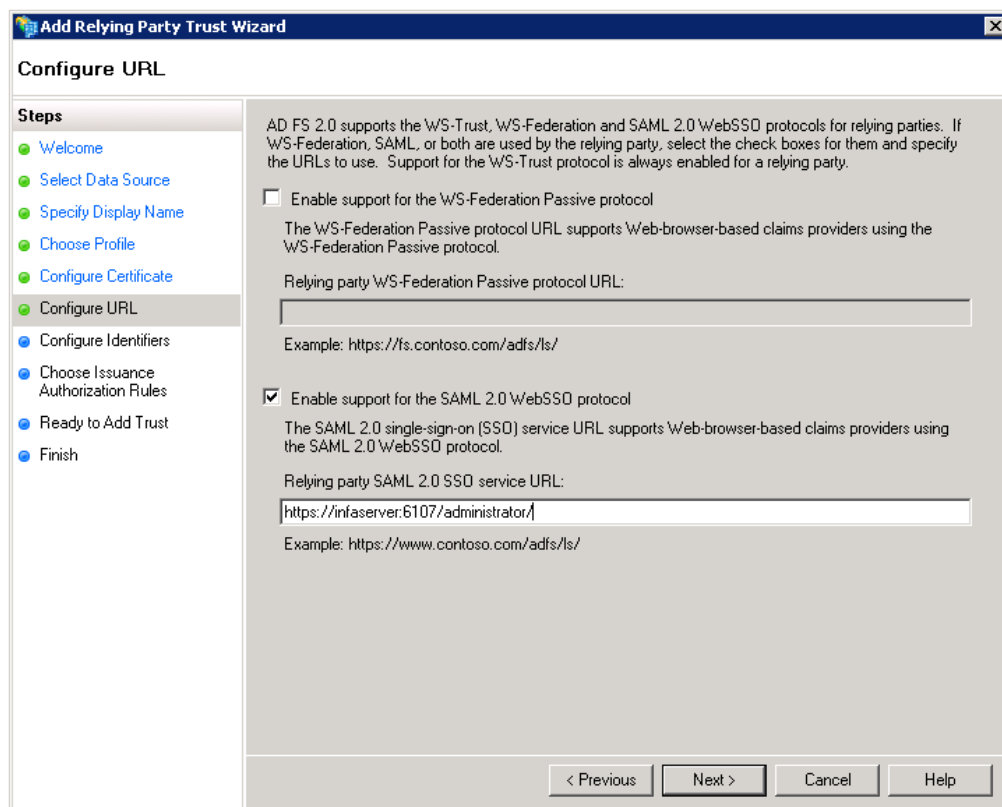 Add Relying Party Trust Wizard
Configure URL
Steps
Welcome
Select Data Source
Specify Display Name
Choose Profile
Configure Certificate
Configure URL
Configure Identifiers
Choose Issuance
Authorization Rules
Ready to Add Trust
Finish
AD FS 2.0 supports the WS-Trust, WS-Federation and SAML 2.0 WebSSO protocols for relying parties. If
WS-Federation, SAML, or both are used by the relying party, select the check boxes for them and specify
the URLs to use. Support for the WS-Trust protocol is always enabled for a relying party.
Enable support for the WS-Federation Passive protocol
The WS-Federation Passive protocol URL supports Web-browser-based claims providers using the
WS-Federation Passive protocol.
Relying party WS-Federation Passive protocol URL:
Example: https://fs.contoso.com/adfs/ls/
Enable support for the SAML 2.0 WebSSO protocol
The SAML 2.0 single-sign-on (SSO) service URL supports Web-browser-based claims providers using
the SAML 2.0 WebSSO protocol.
Relying party SAML 2.0 SSO service URL:
https://infaserver:6107/administrator/
Example: https://www.contoso.com/adfs/ls/
< Previous
Next >
Cancel
Help